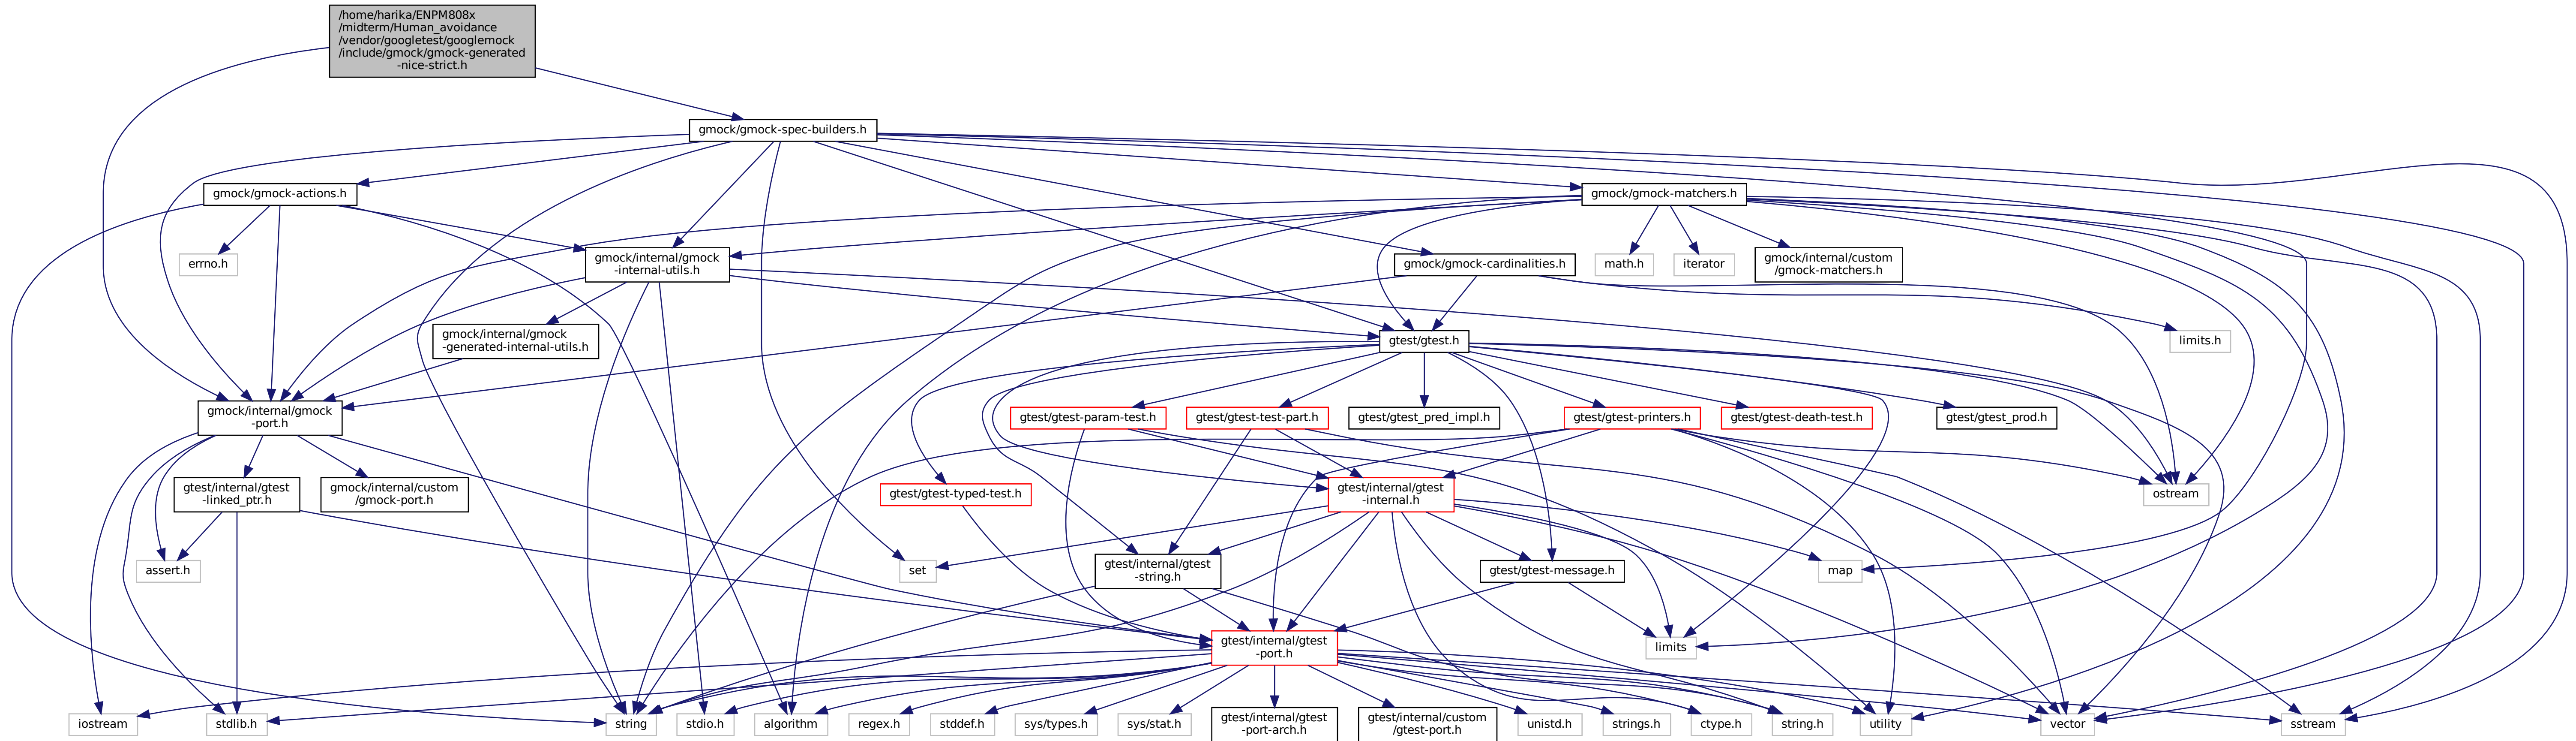 /home/harika/ENPM808x
/midterm/Human_avoidance
/vendor/googletest/googlemock
/include/gmock/gmock-generated
-nice-strict.h
gmock/gmock-spec-builders.h
gmock/gmock-actions.h
gmock/gmock-matchers.h
errno.h
gmock/internal/gmock
-internal-utils.h
gmock/gmock-cardinalities.h
math.h
iterator
gmock/internal/custom
/gmock-matchers.h
gmock/internal/gmock
-generated-internal-utils.h
gtest/gtest.h
limits.h
gmock/internal/gmock
-port.h
gtest/gtest-param-test.h
gtest/gtest-test-part.h
gtest/gtest_pred_impl.h
gtest/gtest-printers.h
gtest/gtest-death-test.h
gtest/gtest_prod.h
gtest/internal/gtest
-linked_ptr.h
gmock/internal/custom
/gmock-port.h
gtest/gtest-typed-test.h
gtest/internal/gtest
-internal.h
ostream
assert.h
set
gtest/internal/gtest
-string.h
gtest/gtest-message.h
map
gtest/internal/gtest
-port.h
limits
iostream
stdlib.h
string
stdio.h
algorithm
regex.h
stddef.h
sys/types.h
sys/stat.h
gtest/internal/gtest
-port-arch.h
gtest/internal/custom
/gtest-port.h
unistd.h
strings.h
ctype.h
string.h
utility
vector
sstream